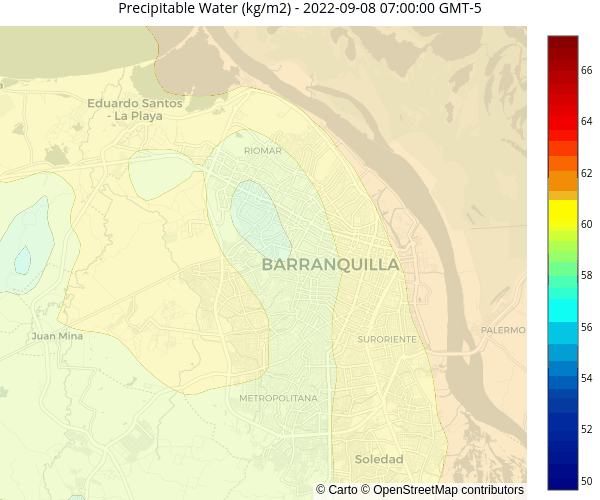 Precipitable Water (kg/m2) - 2022-09-08 07:00:00 GMT-5
66
Eduardo Santos
- La Playa
64
RIOMAR
62
60
BARRANQUILLA
58
56
PALERMO
Juan Mina
SURORIENTE
54
METROPOLITANA
52
Soledad
50
© Carto © OpenStreetMap contributors